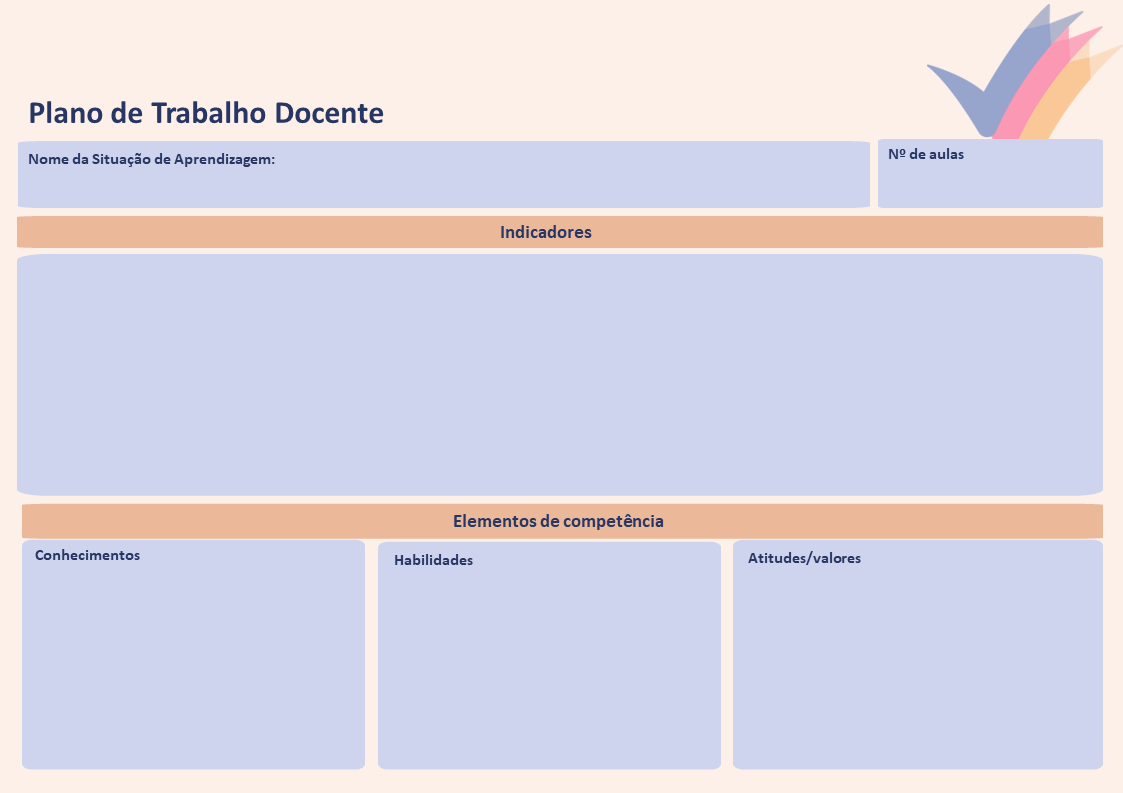 Plano de Trabalho Docente
Nome da Situação de Aprendizagem:
Nº de aulas
Indicadores
Elementos de competência
Conhecimentos
Habilidades
Atitudes/valores